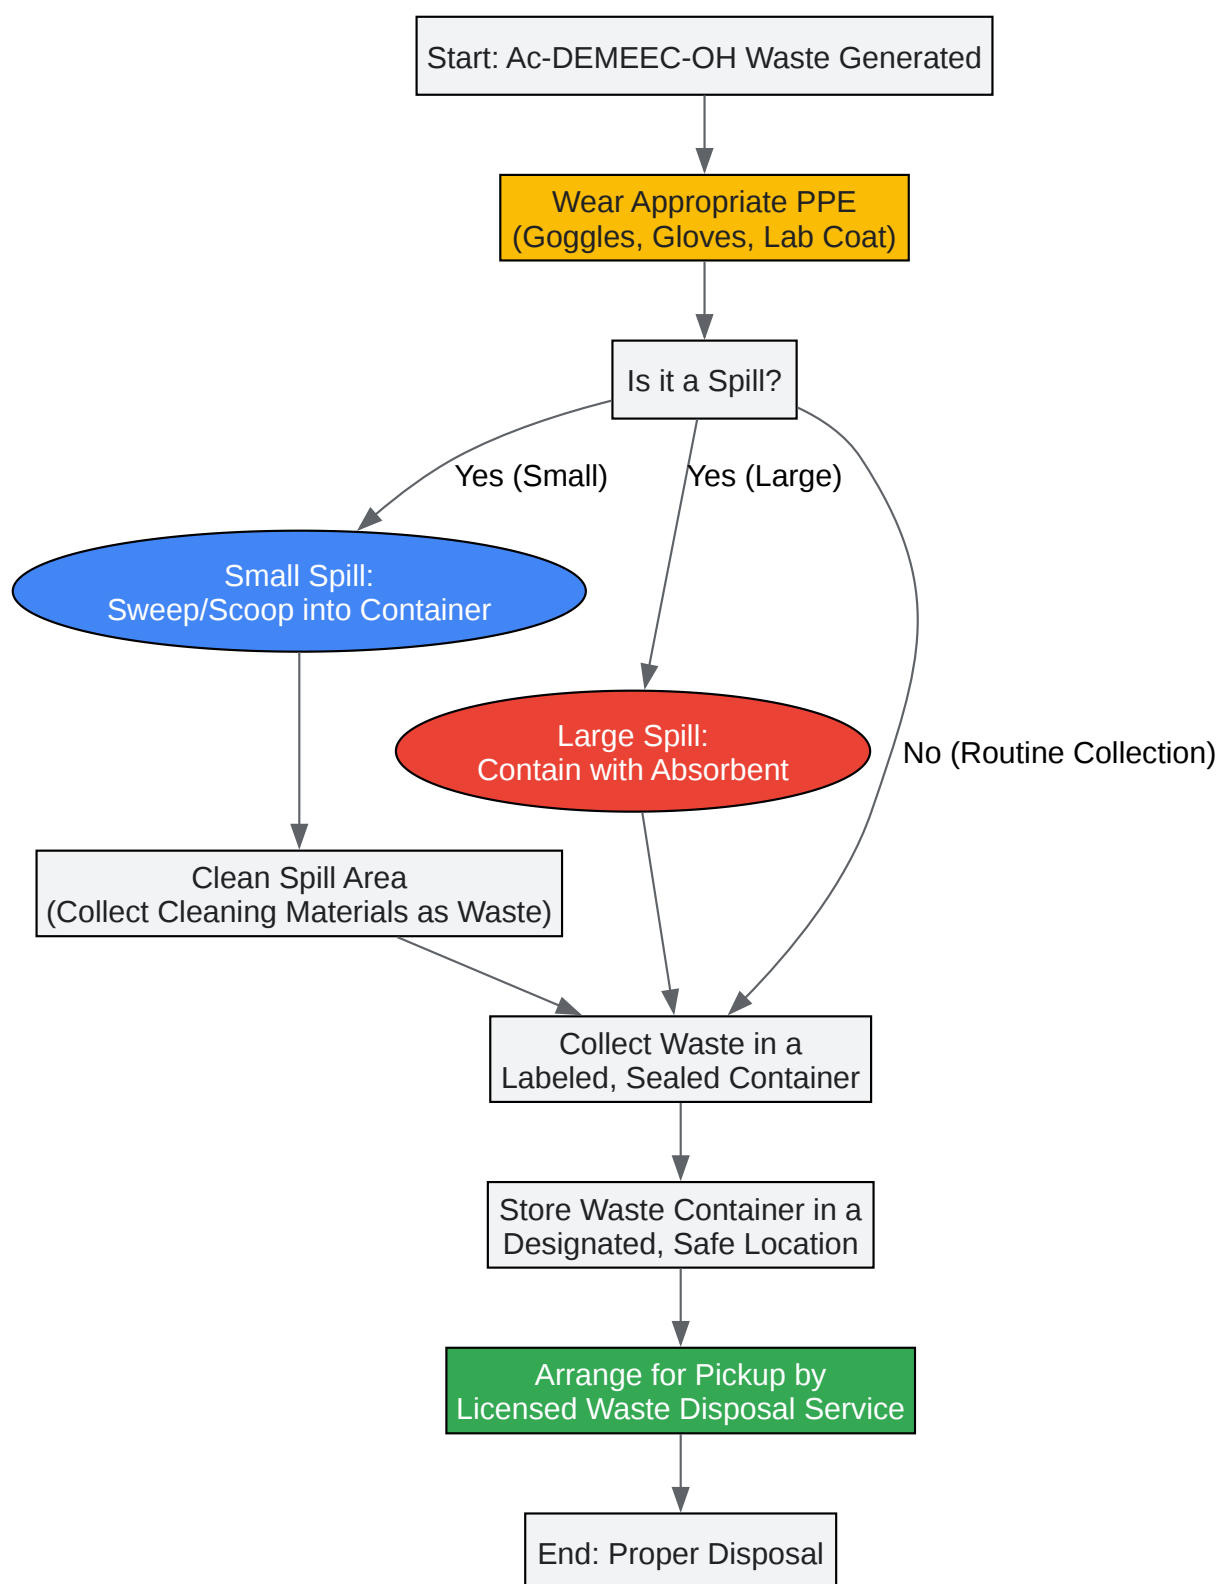 Start: Ac-DEMEEC-OH Waste Generated
Wear Appropriate PPE
(Goggles, Gloves, Lab Coat)
Is it a Spill?
Yes (Small)
Yes (Large)
Small Spill:
Sweep/Scoop into Container
Large Spill:
Contain with Absorbent
No (Routine Collection)
Clean Spill Area
(Collect Cleaning Materials as Waste)
Collect Waste in a
Labeled, Sealed Container
Store Waste Container in a
Designated, Safe Location
Arrange for Pickup by
Licensed Waste Disposal Service
End: Proper Disposal